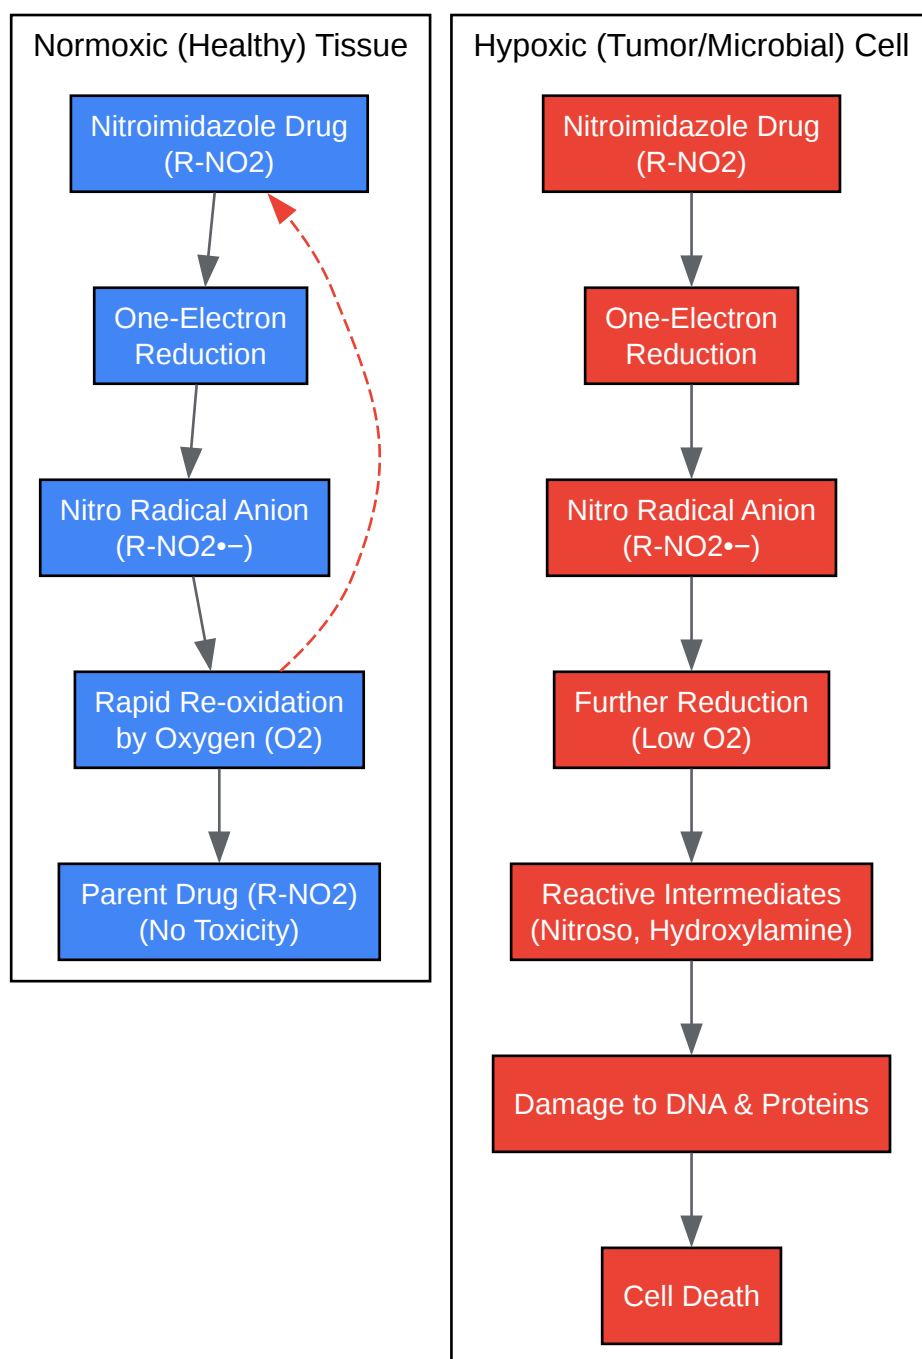 Normoxic (Healthy) Tissue
Nitroimidazole Drug
(R-NO2)
One-Electron
Reduction
Nitro Radical Anion
(R-NO2•−)
Rapid Re-oxidation
by Oxygen (O2)
Parent Drug (R-NO2)
(No Toxicity)
Hypoxic (Tumor/Microbial) Cell
Nitroimidazole Drug
(R-NO2)
One-Electron
Reduction
Nitro Radical Anion
(R-NO2•−)
Further Reduction
(Low O2)
Reactive Intermediates
(Nitroso, Hydroxylamine)
Damage to DNA & Proteins
Cell Death